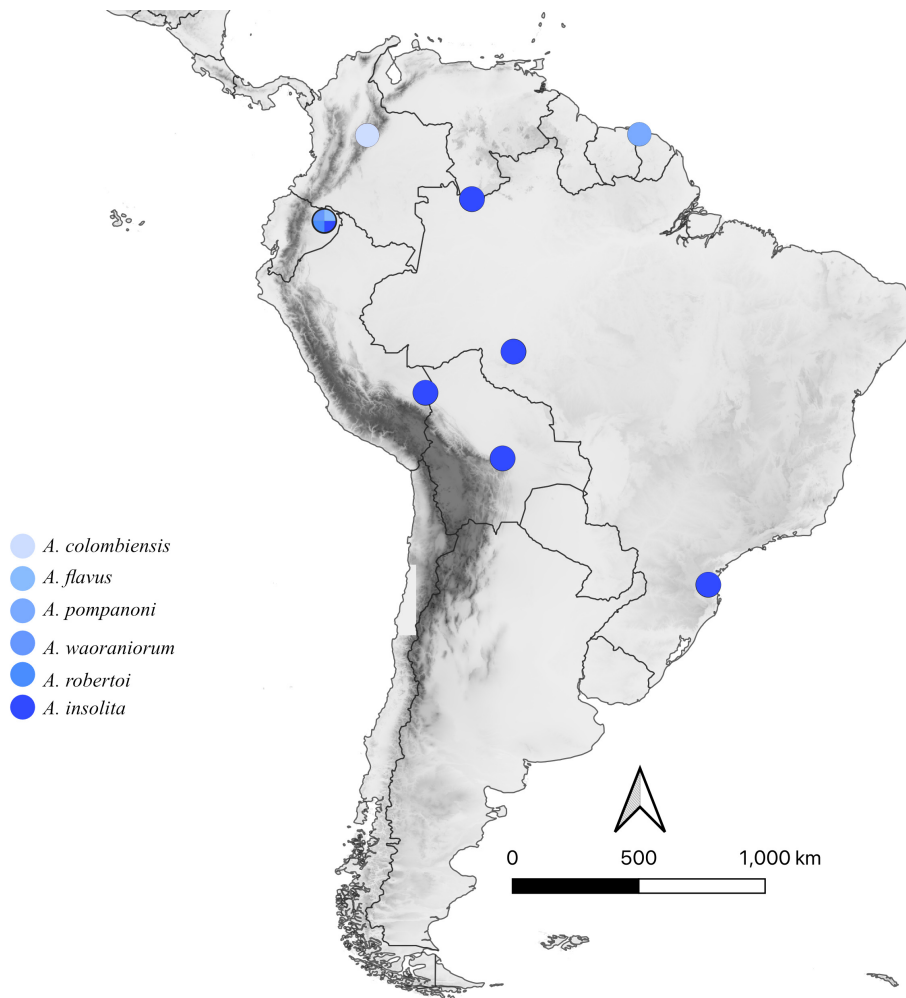 A. colombiensis
A. flavus
A. pompanoni
A. waoraniorum
A. robertoi
A. insolita
0 500 1,000 km